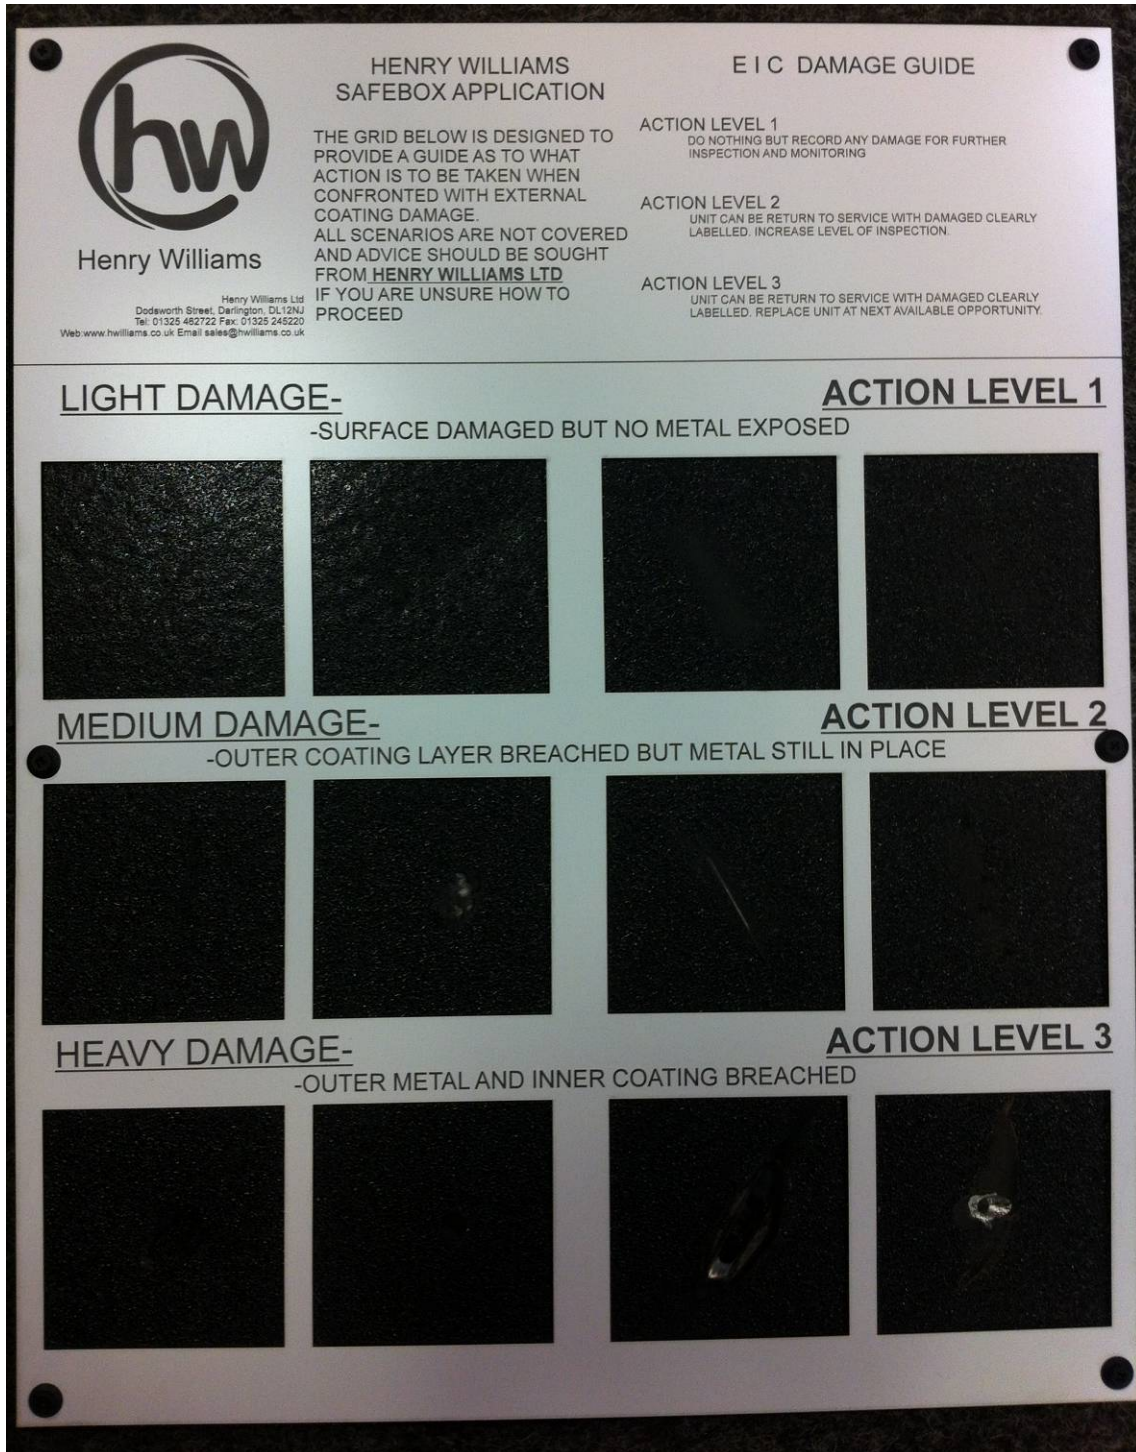 hw
Henry Williams
Henry Williams Ltd
Dodsworth Street, Darlington, DL12NJ
Tel: 01325 462722 Fax: 01325 245220
Web:www.hwilliams.co.uk Email sales@hwilliams.co.uk
HENRY WILLIAMS
SAFEBOX APPLICATION
THE GRID BELOW IS DESIGNED TO
PROVIDE A GUIDE AS TO WHAT
ACTION IS TO BE TAKEN WHEN
CONFRONTED WITH EXTERNAL
COATING DAMAGE.
ALL SCENARIOS ARE NOT COVERED
AND ADVICE SHOULD BE SOUGHT
FROM HENRY WILLIAMS LTD
IF YOU ARE UNSURE HOW TO
PROCEED
E I C DAMAGE GUIDE
ACTION LEVEL 1
DO NOTHING BUT RECORD ANY DAMAGE FOR FURTHER
INSPECTION AND MONITORING
ACTION LEVEL 2
UNIT CAN BE RETURN TO SERVICE WITH DAMAGED CLEARLY
LABELLED. INCREASE LEVEL OF INSPECTION.
ACTION LEVEL 3
UNIT CAN BE RETURN TO SERVICE WITH DAMAGED CLEARLY
LABELLED. REPLACE UNIT AT NEXT AVAILABLE OPPORTUNITY.
LIGHT DAMAGE-
ACTION LEVEL 1
-SURFACE DAMAGED BUT NO METAL EXPOSED
MEDIUM DAMAGE-
ACTION LEVEL 2
-OUTER COATING LAYER BREACHED BUT METAL STILL IN PLACE
HEAVY DAMAGE-
ACTION LEVEL 3
-OUTER METAL AND INNER COATING BREACHED